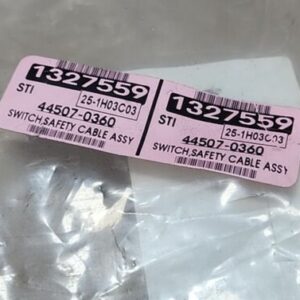 1327559
STI
25-1H03C03
44507-0360
SWITCH,SAFETY CABLE ASSY
1327559
STI
25-1H03C03
44507-0360
SWITCH,SAFETY CABLE ASSY